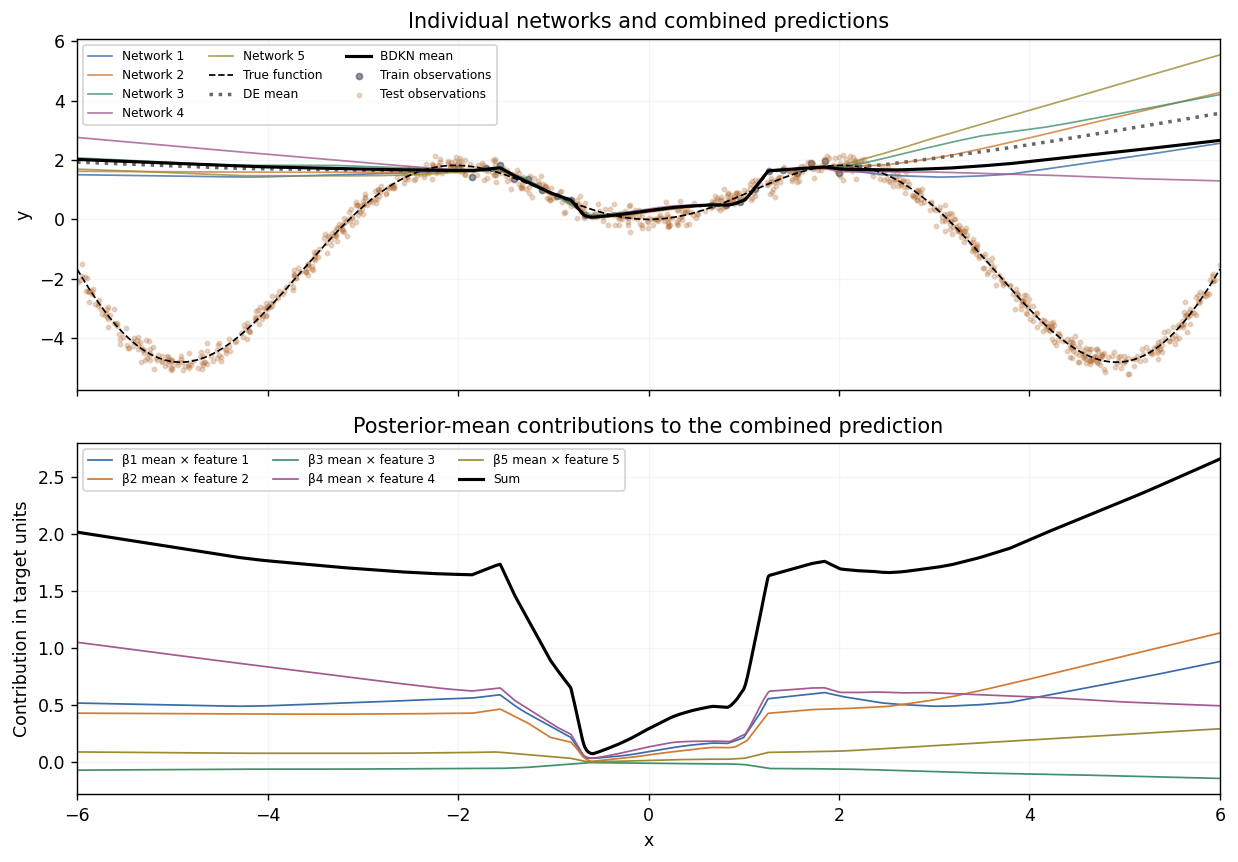 Individual networks and combined predictions
Network 1 Network 5 BDKN mean
Network 2 True function Train observations
Network 3 DE mean Test observations
Network 4
6
4
2
0
−2
−4
y
Posterior-mean contributions to the combined prediction
β1 mean × feature 1 β3 mean × feature 3 β5 mean × feature 5
β2 mean × feature 2 β4 mean × feature 4 Sum
2.5
2.0
1.5
1.0
0.5
0.0
Contribution in target units
−6 −4 −2 0 2 4 6
x